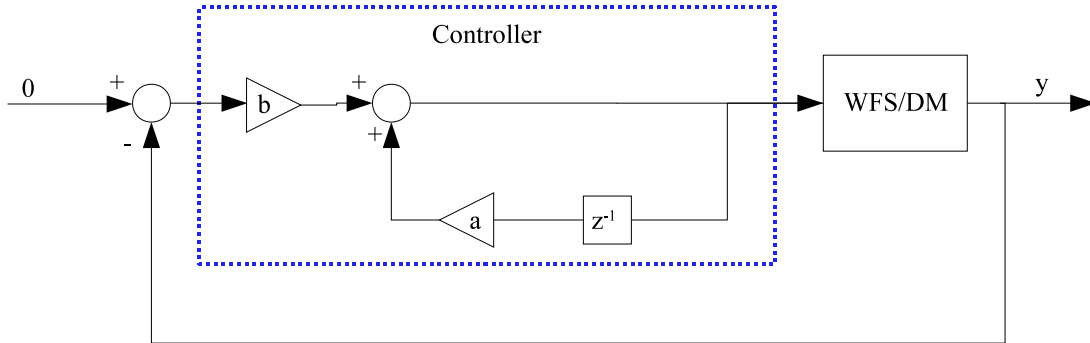 Controller
0
+
-
b
+
+
WFS/DM
y
a
z⁻¹